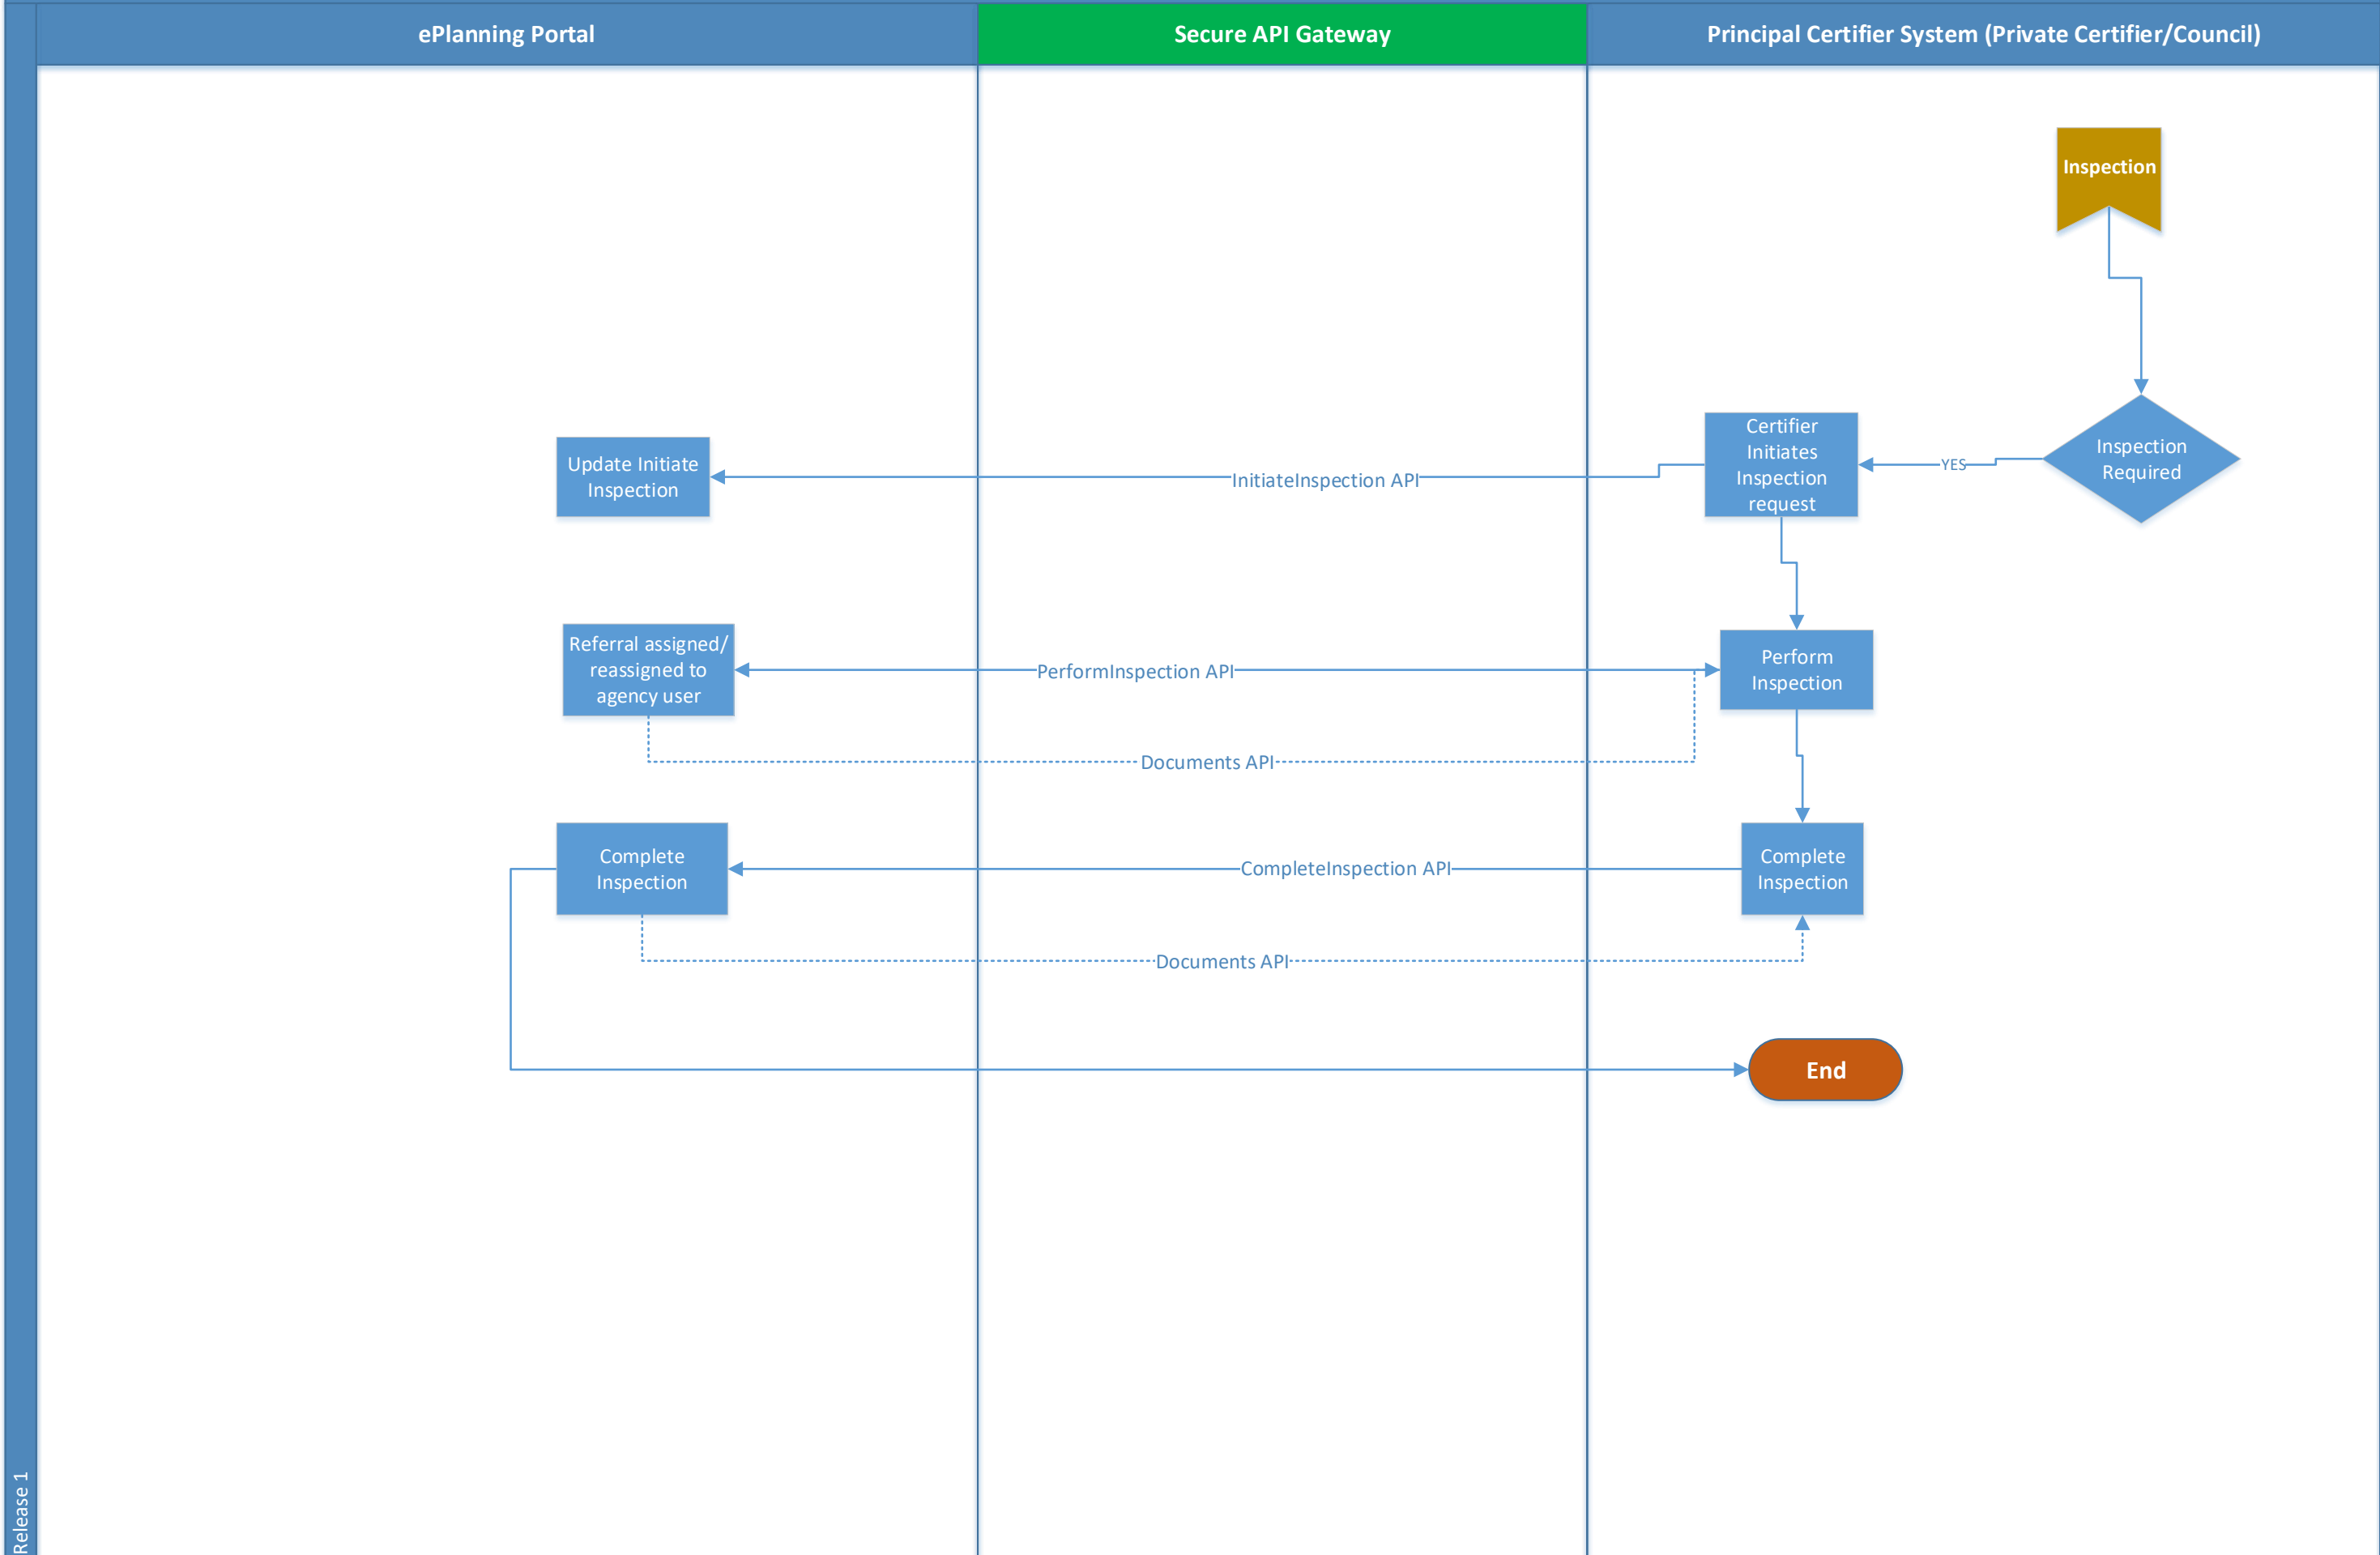 ePlanning Portal
Secure API Gateway
Principal Certifier System (Private Certifier/Council)
Inspection
Inspection
Required
YES
Certifier
Initiates
Inspection
request
InitiateInspection API
Update Initiate
Inspection
Referral assigned/
reassigned to
agency user
PerformInspection API
Perform
Inspection
Documents API
Complete
Inspection
CompleteInspection API
Complete
Inspection
Documents API
End
Release 1